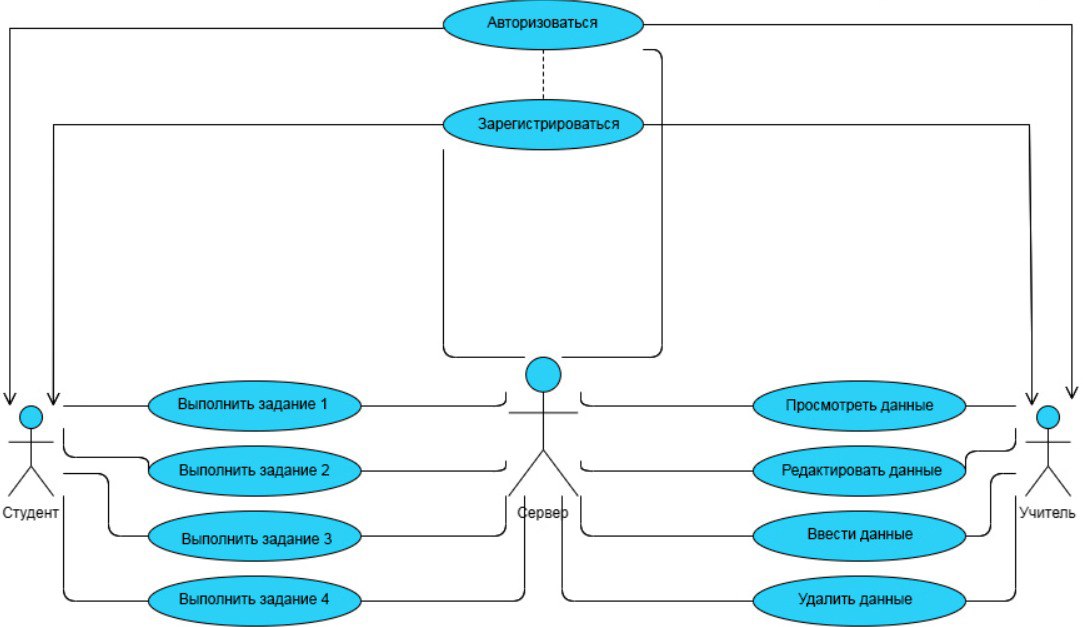 Авторизоваться
Зарегистрироваться
Выполнить задание 1
Просмотреть данные
Выполнить задание 2
Редактировать данные
Студент
Сервер
Учитель
Выполнить задание 3
Ввести данные
Выполнить задание 4
Удалить данные